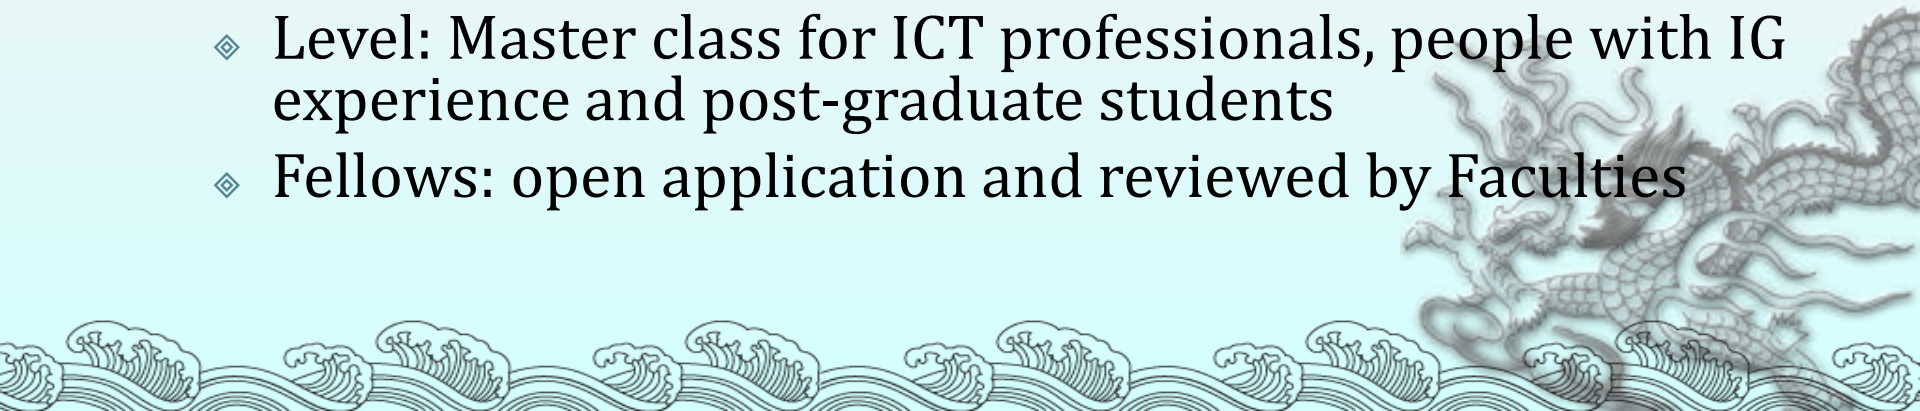 Level: Master class for ICT professionals, people with IG
experience and post-graduate students
Fellows: open application and reviewed by Faculties